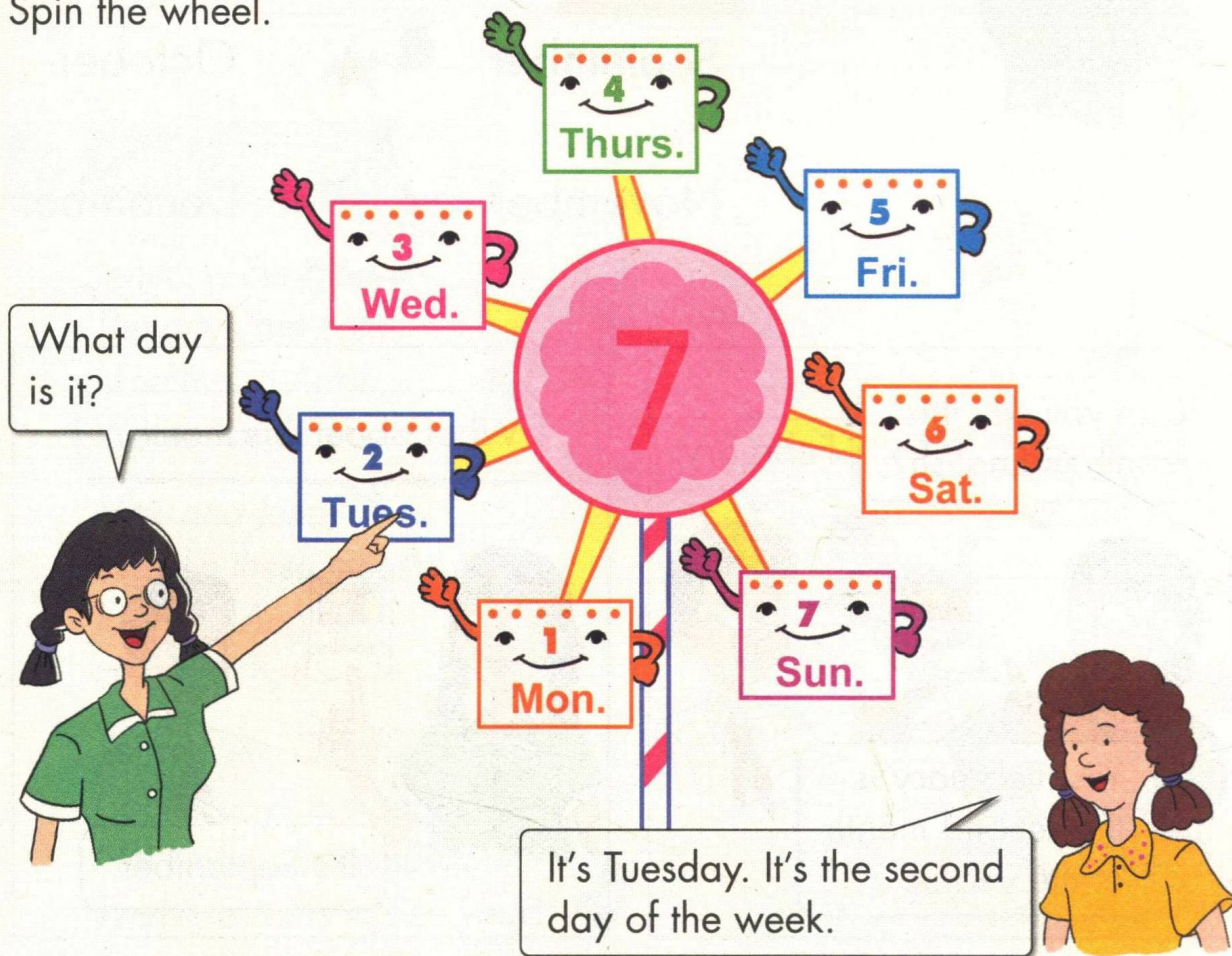 Spin the wheel.
4
Thurs.
3
Wed.
5
Fri.
7
What day
is it?
2
Tues.
6
Sat.
1
Mon.
7
Sun.
It's Tuesday. It's the second
day of the week.